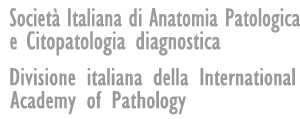 Società Italiana di Anatomia Patologica
e Citopatologia diagnostica
Divisione italiana della International
Academy of Pathology